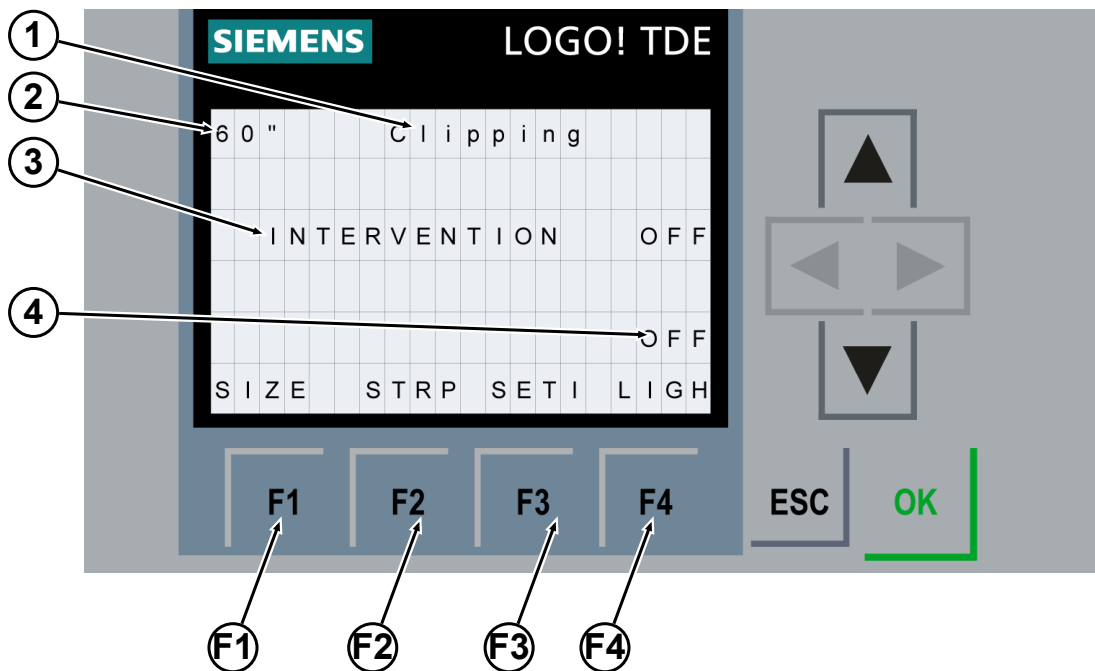 1
SIEMENS LOGO! TDE
2
60" Clipping
3
INTERVENTION OFF
4
OFF
SIZE STRP SETI LIGH
F1 F2 F3 F4 ESC OK
F1 F2 F3 F4